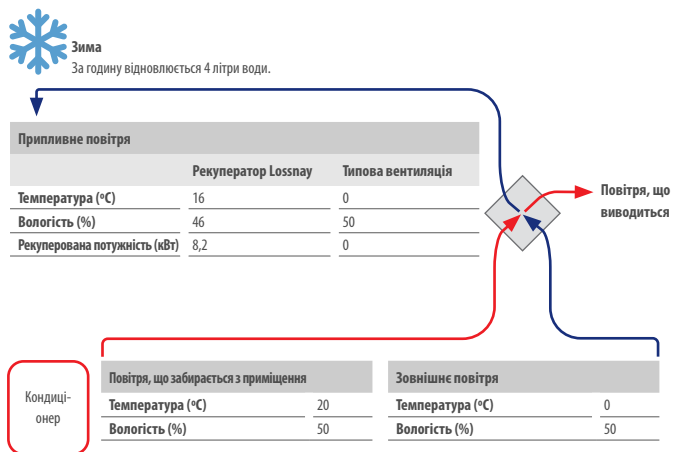 Зима
За годину відновлюється 4 літри води.
Припливне повітря
Рекуператор Lossnay Типова вентиляція
Температура (ºC) 16 0
Вологість (%) 46 50
Рекуперована потужність (кВт) 8,2 0
Повітря, що
виводиться
Кондиці-
онер
Повітря, що забирається з приміщення
Температура (ºC) 20
Вологість (%) 50
Зовнішнє повітря
Температура (ºC) 0
Вологість (%) 50